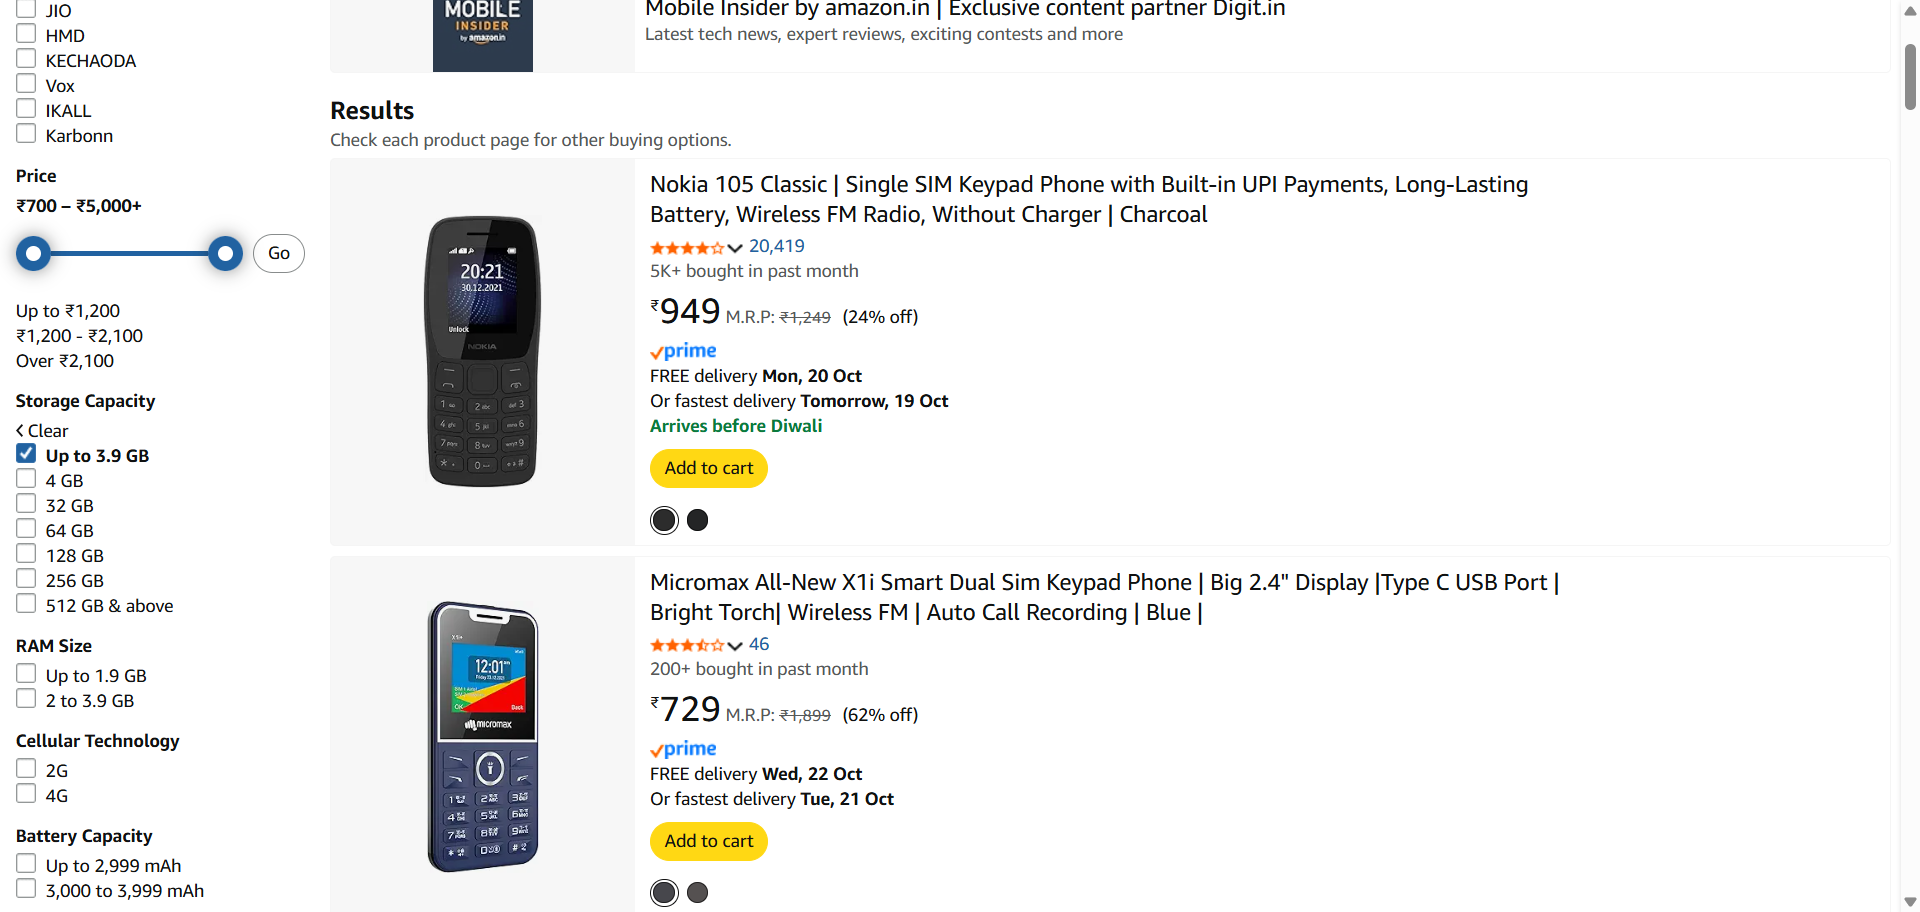 JIO
HMD
KECHAODA
Vox
IKALL
Karbonn
Price
₹700 – ₹5,000+
Go
Up to ₹1,200
₹1,200 - ₹2,100
Over ₹2,100
Storage Capacity
Clear
Up to 3.9 GB
4 GB
32 GB
64 GB
128 GB
256 GB
512 GB & above
RAM Size
Up to 1.9 GB
2 to 3.9 GB
Cellular Technology
2G
4G
Battery Capacity
Up to 2,999 mAh
3,000 to 3,999 mAh
MOBILE
INSIDER
by amazon.in
Mobile Insider by amazon.in | Exclusive content partner Digit.in
Latest tech news, expert reviews, exciting contests and more
Results
Check each product page for other buying options.
20:21
30.12.2021
Unlock
NOKIA
Nokia 105 Classic | Single SIM Keypad Phone with Built-in UPI Payments, Long-Lasting
Battery, Wireless FM Radio, Without Charger | Charcoal
20,419
5K+ bought in past month
₹949 M.R.P: ₹1,249 (24% off)
prime
FREE delivery Mon, 20 Oct
Or fastest delivery Tomorrow, 19 Oct
Arrives before Diwali
Add to cart
X1i
12:01
OK
Back
micromax
Micromax All-New X1i Smart Dual Sim Keypad Phone | Big 2.4" Display |Type C USB Port |
Bright Torch| Wireless FM | Auto Call Recording | Blue |
46
200+ bought in past month
₹729 M.R.P: ₹1,899 (62% off)
prime
FREE delivery Wed, 22 Oct
Or fastest delivery Tue, 21 Oct
Add to cart